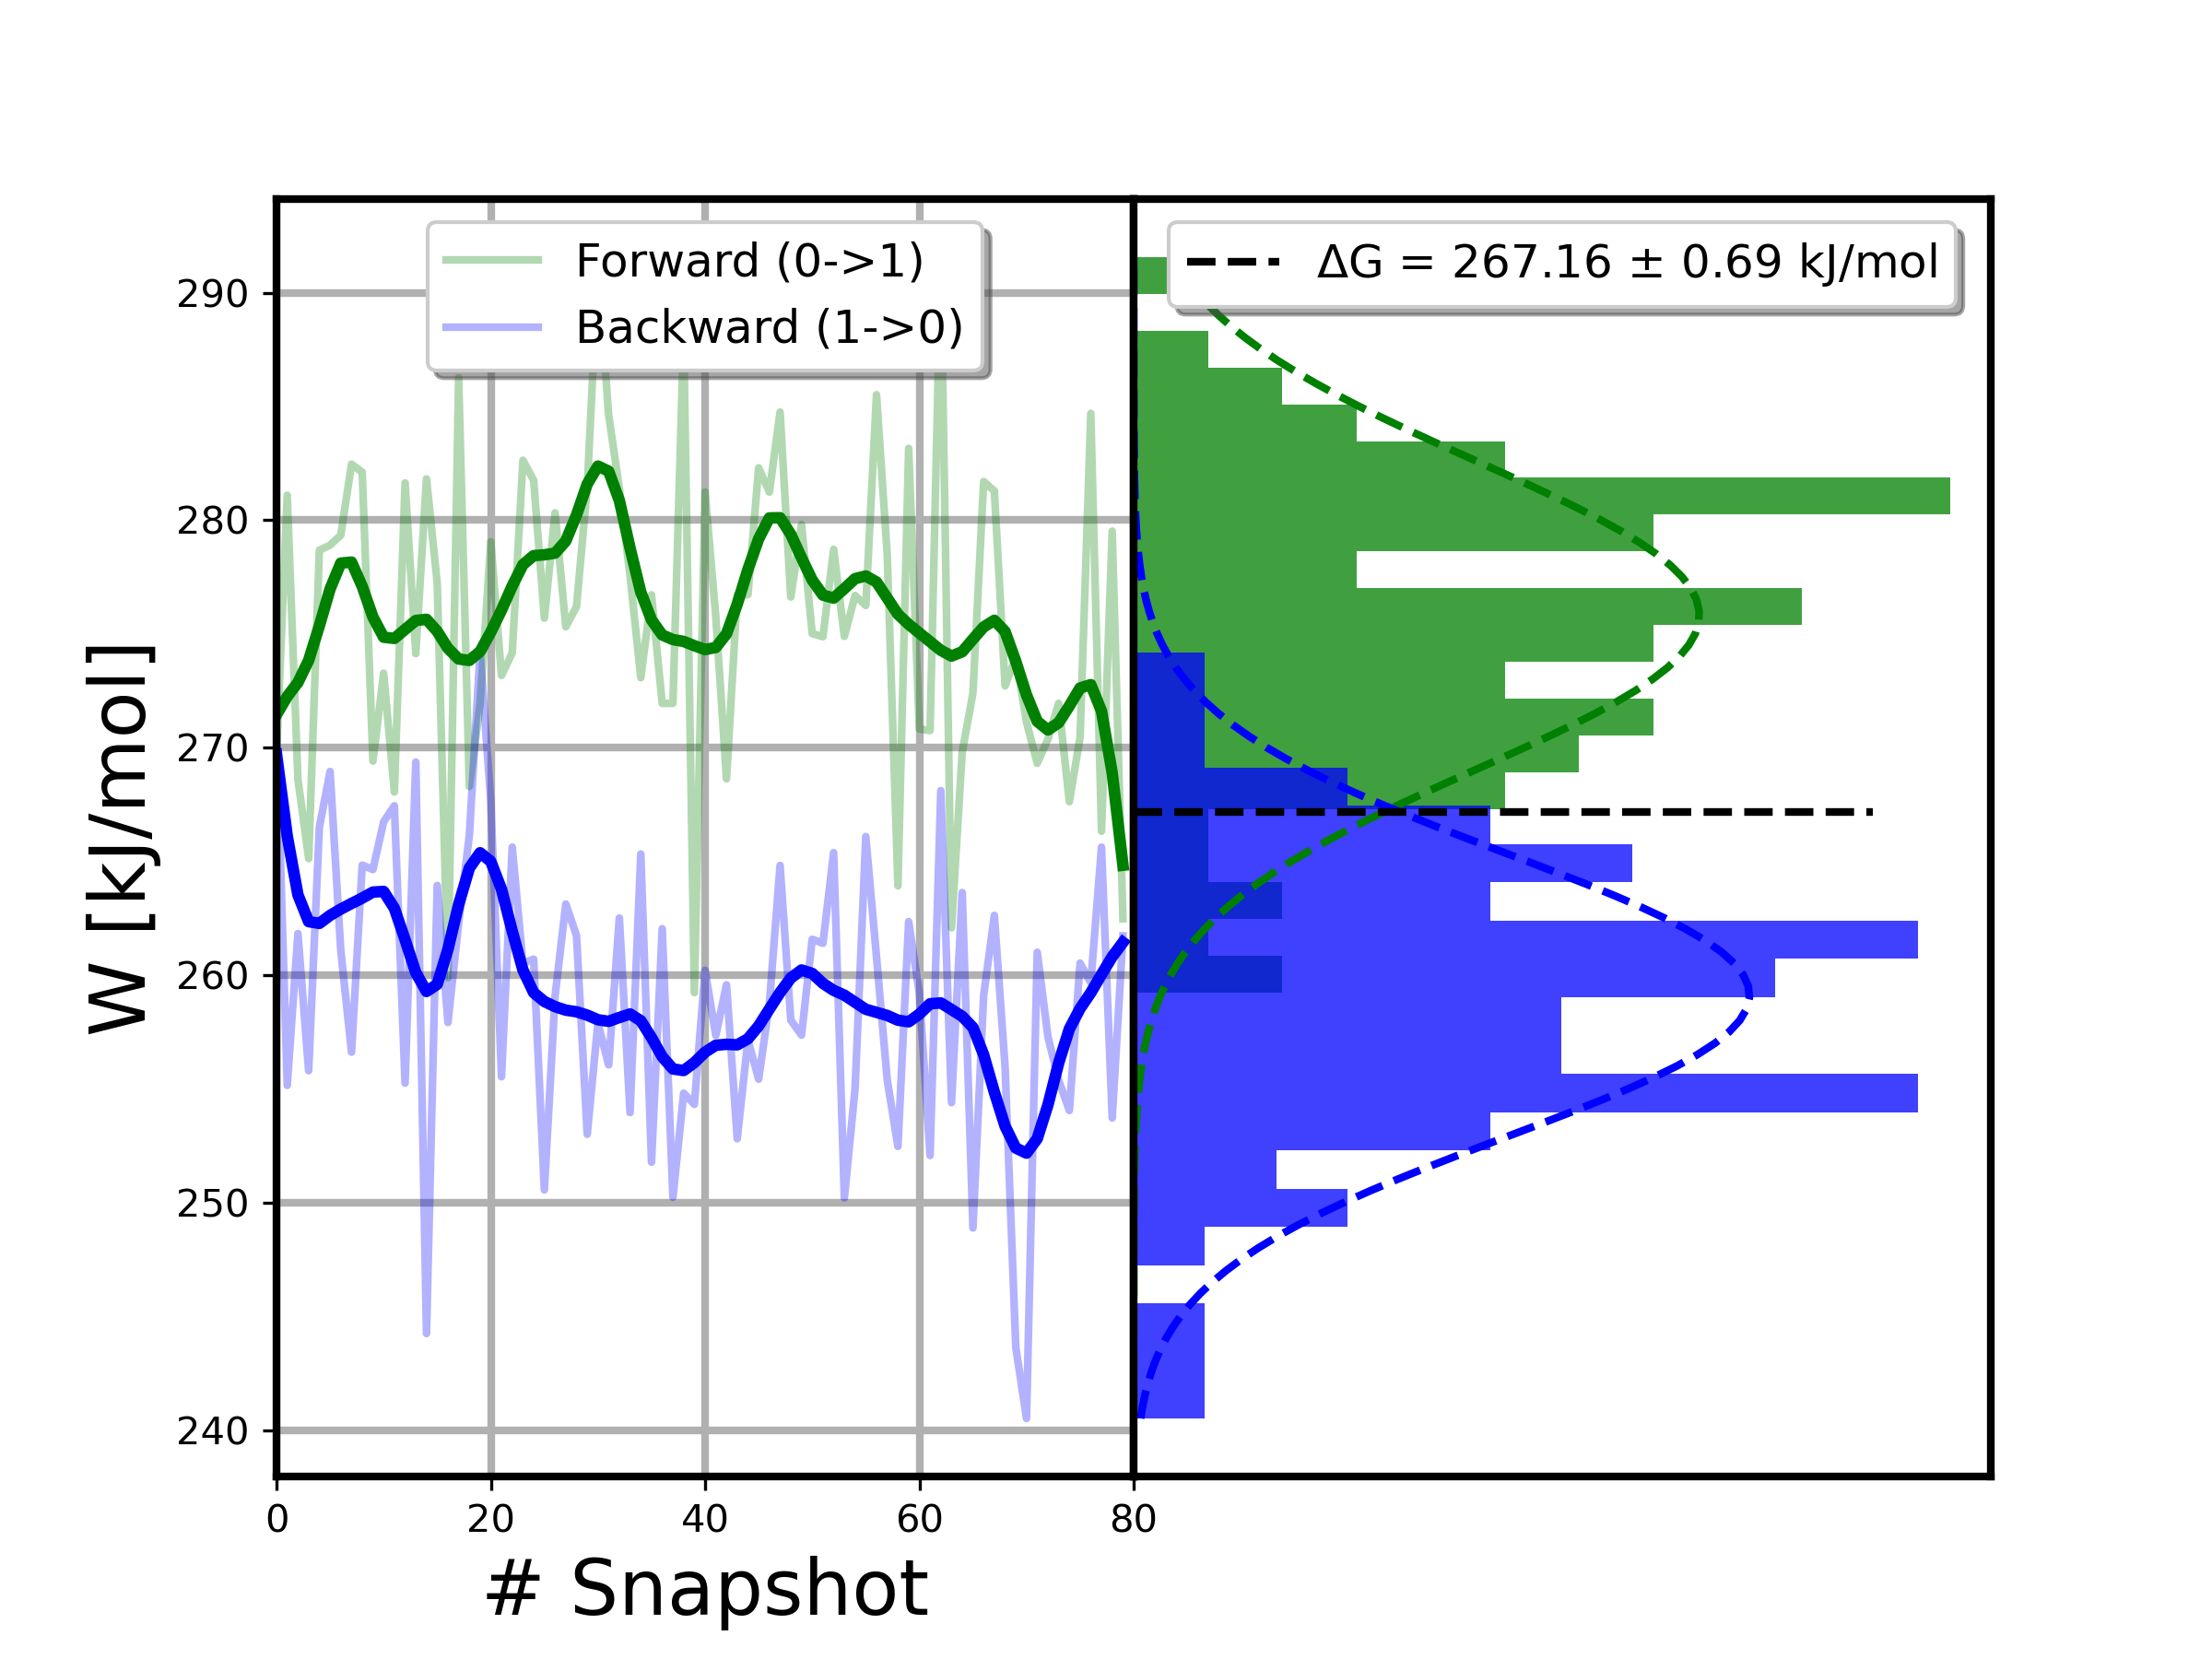 Forward (0->1)
Backward (1->0)
ΔG = 267.16 ± 0.69 kJ/mol
290
280
270
260
250
240
W [kJ/mol]
0 20 40 60 80
# Snapshot